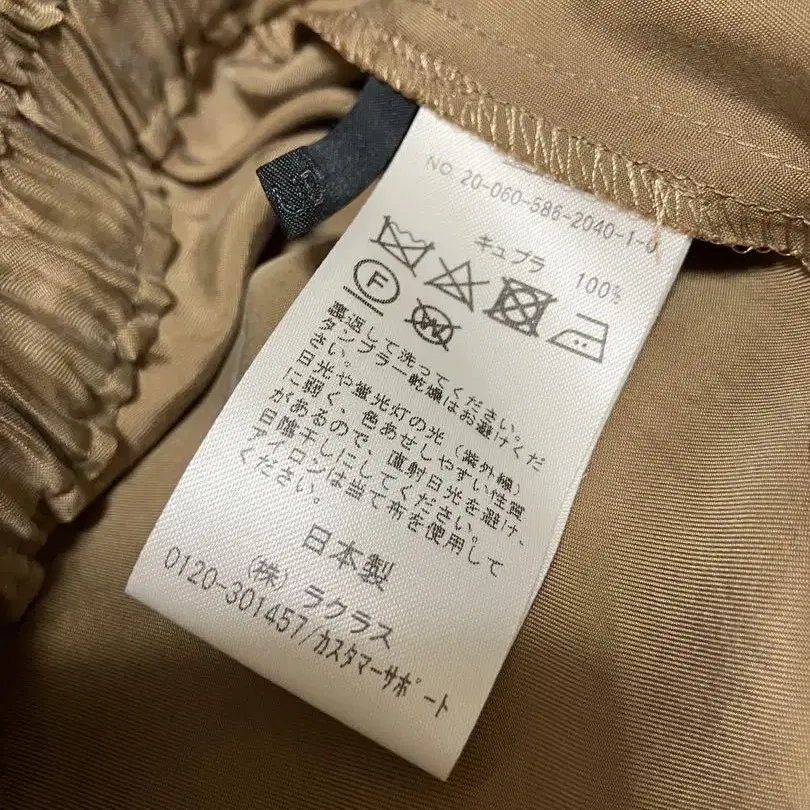 NO 20-060-586-2040-1-0
キュプラ 100%
F
W
裏返して洗ってください。
タンブラー乾燥はお避けくだ
さい。
日光や蛍光灯の光(紫外線)
に弱く、色あせしやすい性質
があるので、直射日光を避け、
日陰干しにしてください。
アイロンは当て布を使用して
ください。
日本製
(株)ラクラス
0120-301457/カスタマーサポート